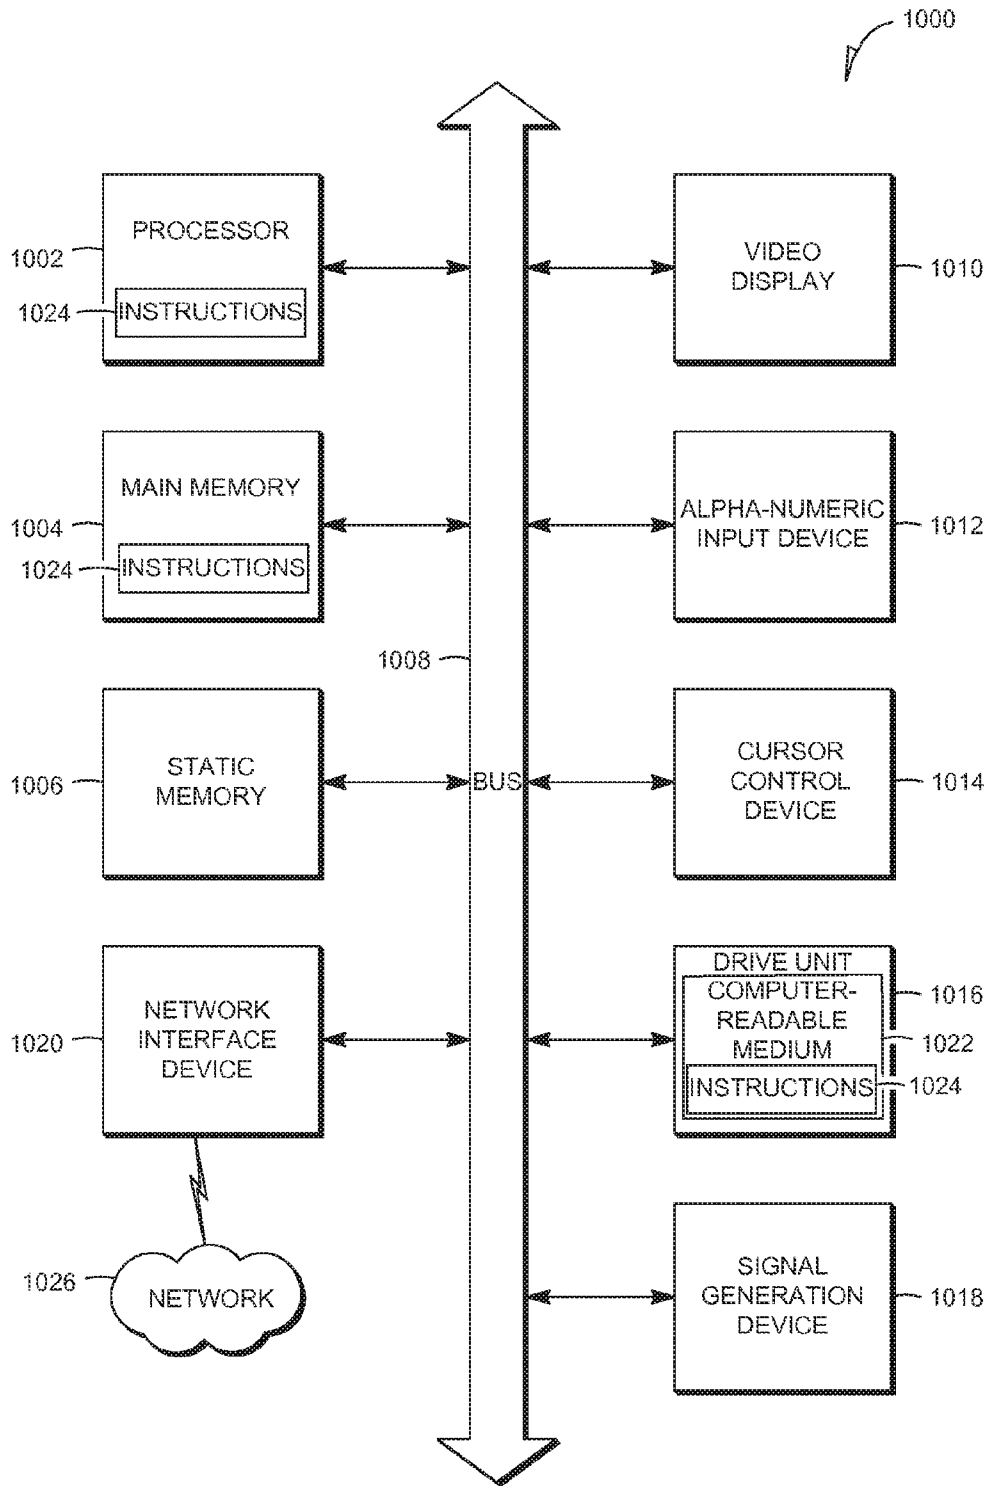 1000
PROCESSOR
1002
1024
INSTRUCTIONS
VIDEO
DISPLAY
1010
MAIN MEMORY
1004
1024
INSTRUCTIONS
ALPHA-NUMERIC
INPUT DEVICE
1012
1008
STATIC
MEMORY
1006
BUS
CURSOR
CONTROL
DEVICE
1014
NETWORK
INTERFACE
DEVICE
1020
DRIVE UNIT
COMPUTER-
READABLE
MEDIUM
INSTRUCTIONS
1016
1022
1024
1026
NETWORK
SIGNAL
GENERATION
DEVICE
1018